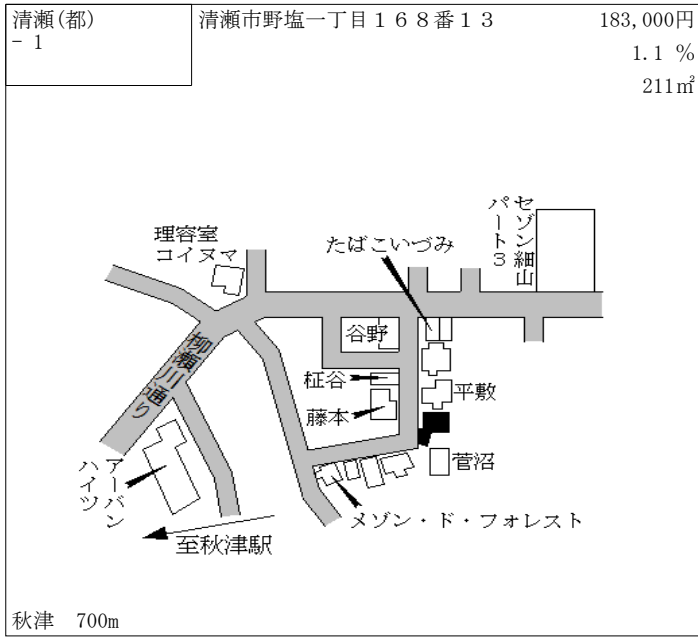 清瀬(都)
- 1
清瀬市野塩一丁目168番13
183,000円
1.1 %
211㎡
セゾン細山
パート3
理容室
コイヌマ
たばこいづみ
谷野
柳瀬川通り
柾谷
平敷
藤本
菅沼
アーバン
ハイツ
メゾン・ド・フォレスト
至秋津駅
秋津 700m